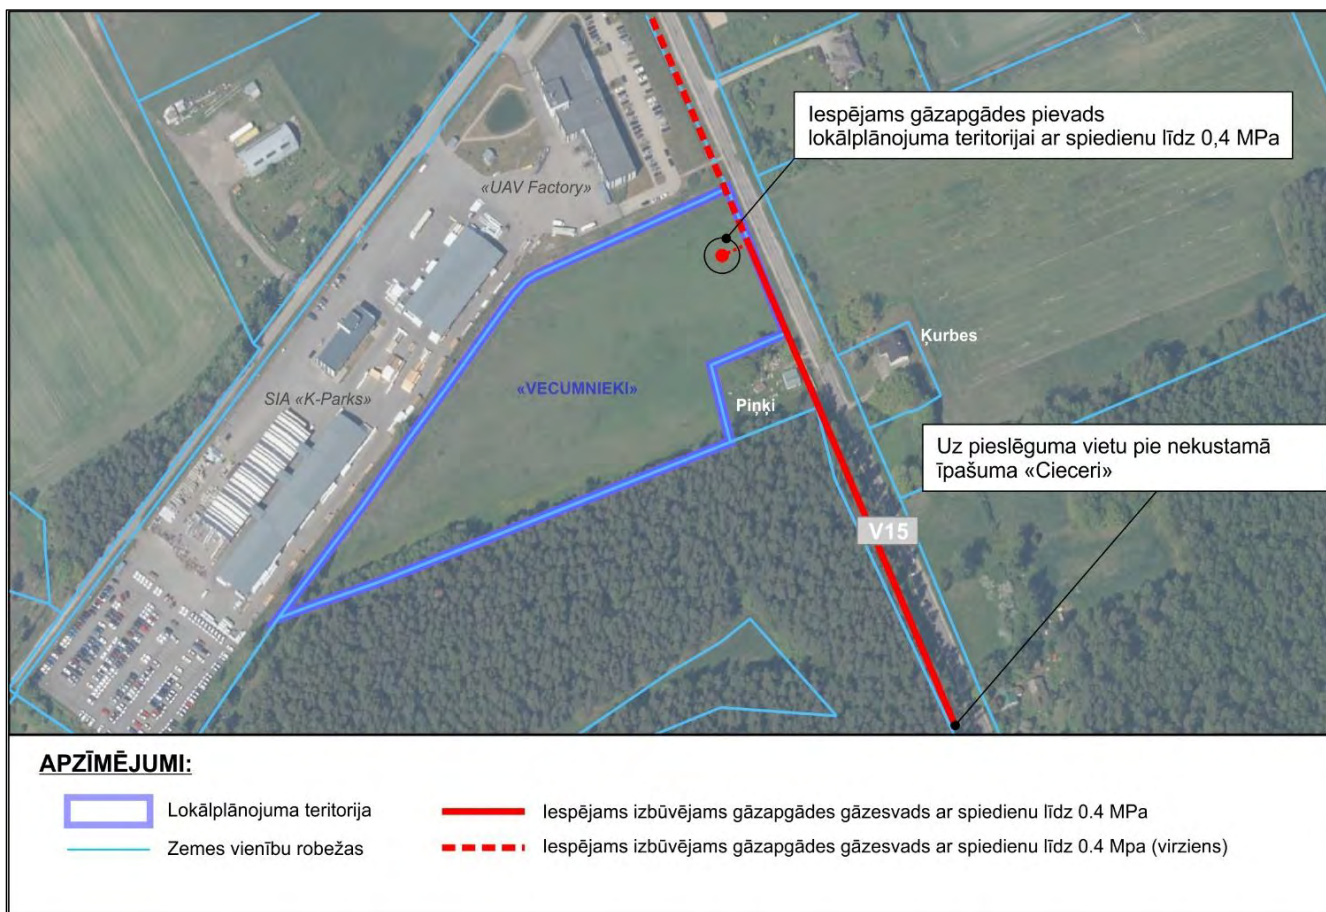 Iespējams gāzapgādes pievads
lokālplānojuma teritorijai ar spiedienu līdz 0,4 MPa
«UAV Factory»
Ķurbes
«VECUMNIEKI»
SIA «K-Parks»
Piņķi
Uz pieslēguma vietu pie nekustamā
īpašuma «Cieceri»
V15
APZĪMĒJUMI:
Lokālplānojuma teritorija
Iespējams izbūvējams gāzapgādes gāzesvads ar spiedienu līdz 0.4 MPa
Zemes vienību robežas
Iespējams izbūvējams gāzapgādes gāzesvads ar spiedienu līdz 0.4 Mpa (virziens)